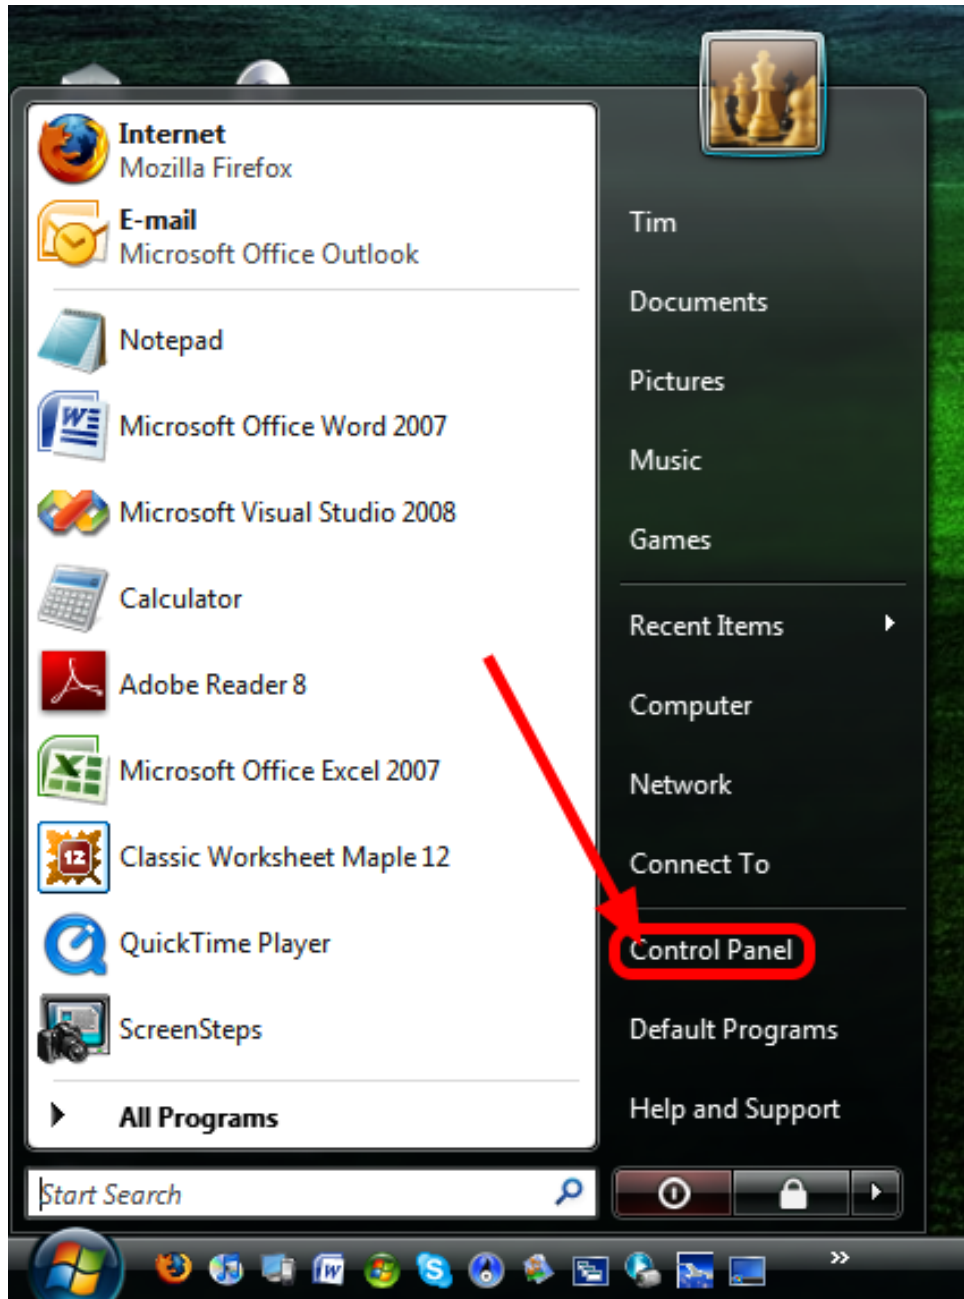 Internet
Mozilla Firefox
E-mail
Microsoft Office Outlook
Notepad
Microsoft Office Word 2007
Microsoft Visual Studio 2008
Calculator
Adobe Reader 8
Microsoft Office Excel 2007
12
Classic Worksheet Maple 12
QuickTime Player
ScreenSteps
All Programs
Start Search
Tim
Documents
Pictures
Music
Games
Recent Items
Computer
Network
Connect To
Control Panel
Default Programs
Help and Support